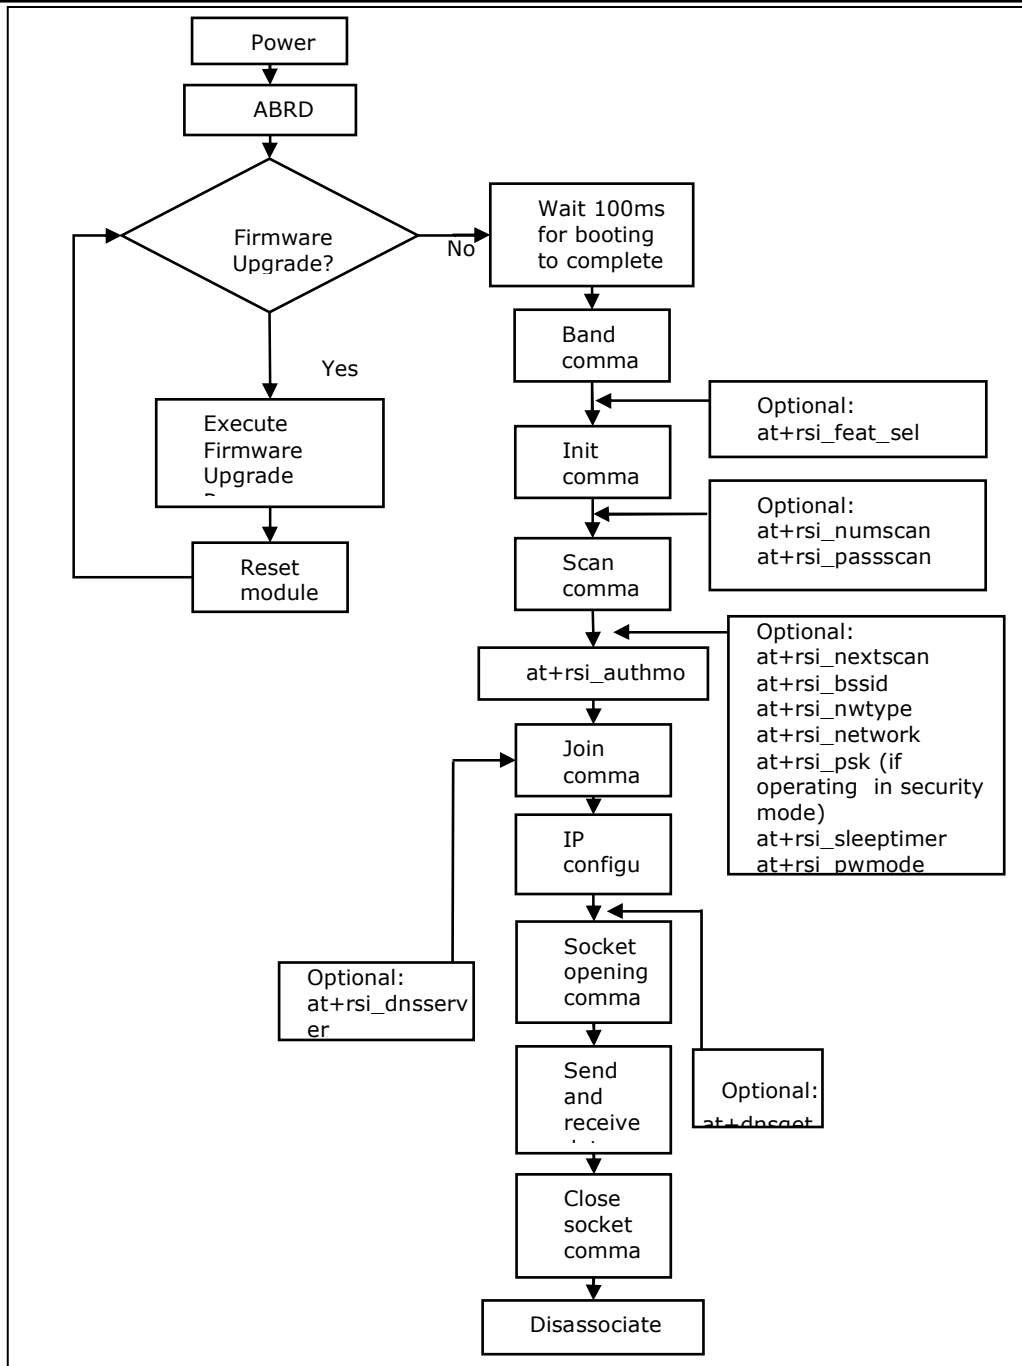 Power
ABRD
Firmware
Upgrade?
No
Wait 100ms
for booting
to complete
Yes
Execute
Firmware
Upgrade
Reset
module
Band
comma
Optional:
at+rsi_feat_sel
Init
comma
Optional:
at+rsi_numscan
at+rsi_passscan
Scan
comma
Optional:
at+rsi_nextscan
at+rsi_bssid
at+rsi_nwtype
at+rsi_network
at+rsi_psk (if
operating in security
mode)
at+rsi_sleeptimer
at+rsi_pwmode
at+rsi_authmo
Join
comma
IP
configu
Optional:
at+rsi_dnsserv
er
Socket
opening
comma
Optional:
at+dnsget
Send
and
receive
Close
socket
comma
Disassociate